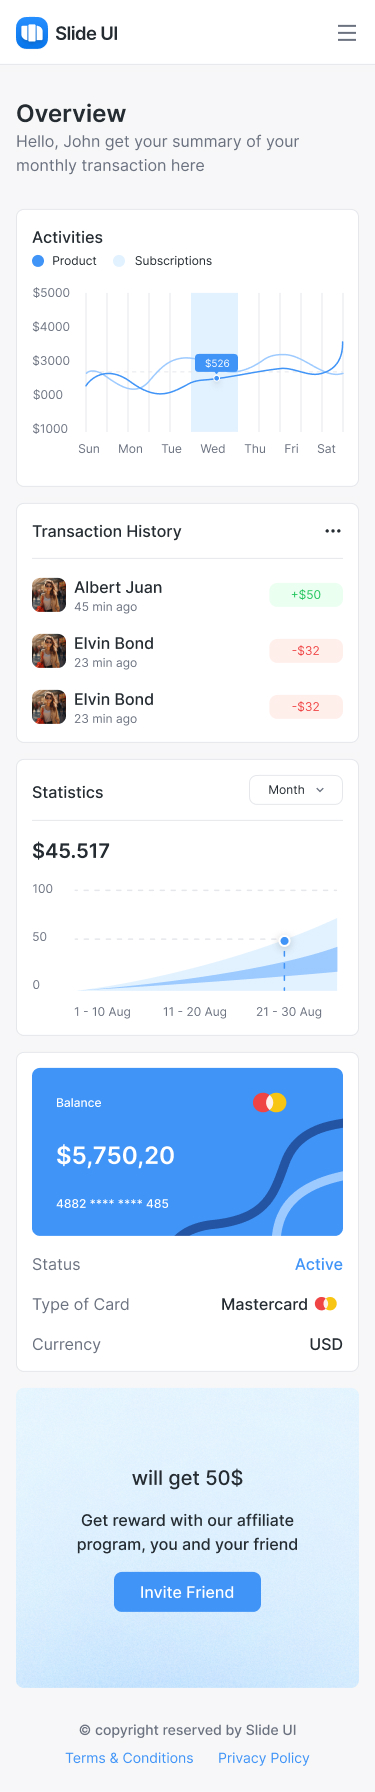 Slide UI
Overview
Hello, John get your summary of your
monthly transaction here
Activities
Product Subscriptions
$5000
$4000
$3000
$000
$1000
$526
Sun Mon Tue Wed Thu Fri Sat
Transaction History
Albert Juan
45 min ago
+$50
Elvin Bond
23 min ago
-$32
Elvin Bond
23 min ago
-$32
Statistics
Month
$45.517
100
50
0
1 - 10 Aug 11 - 20 Aug 21 - 30 Aug
Balance
$5,750,20
4882 **** **** 485
Status Active
Type of Card Mastercard
Currency USD
will get 50$
Get reward with our affiliate
program, you and your friend
Invite Friend
© copyright reserved by Slide UI
Terms & Conditions Privacy Policy